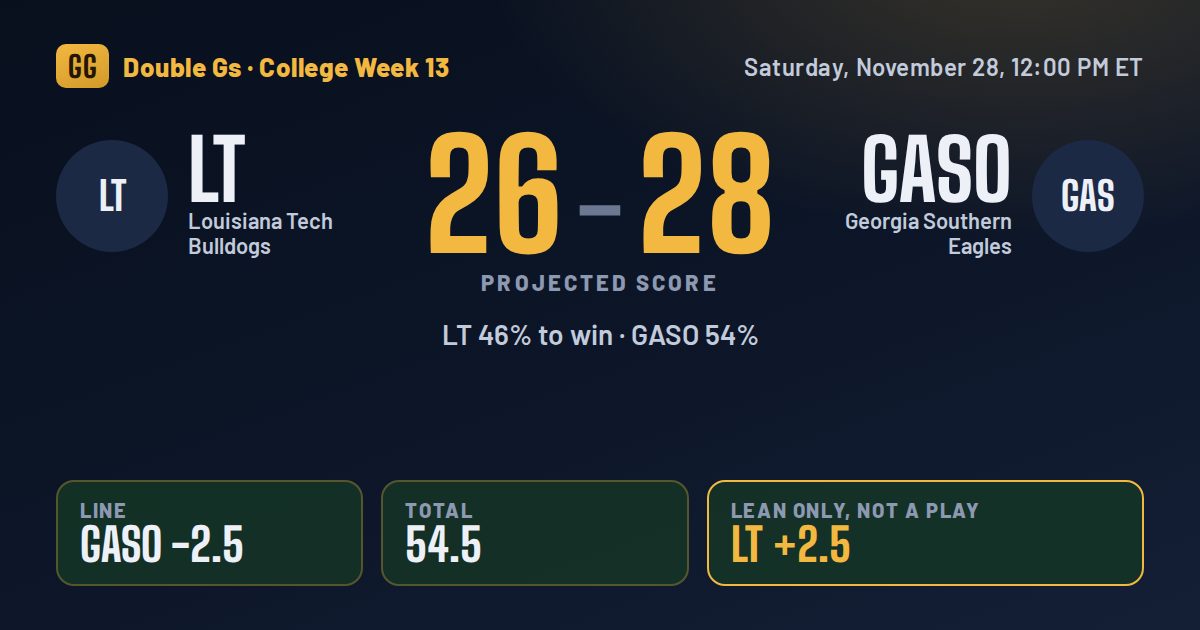 GG Double Gs · College Week 13
Saturday, November 28, 12:00 PM ET
LT
LT
Louisiana Tech
Bulldogs
26 – 28
PROJECTED SCORE
LT 46% to win · GASO 54%
GASO
Georgia Southern
Eagles
GAS
LINE
GASO −2.5
TOTAL
54.5
LEAN ONLY, NOT A PLAY
LT +2.5